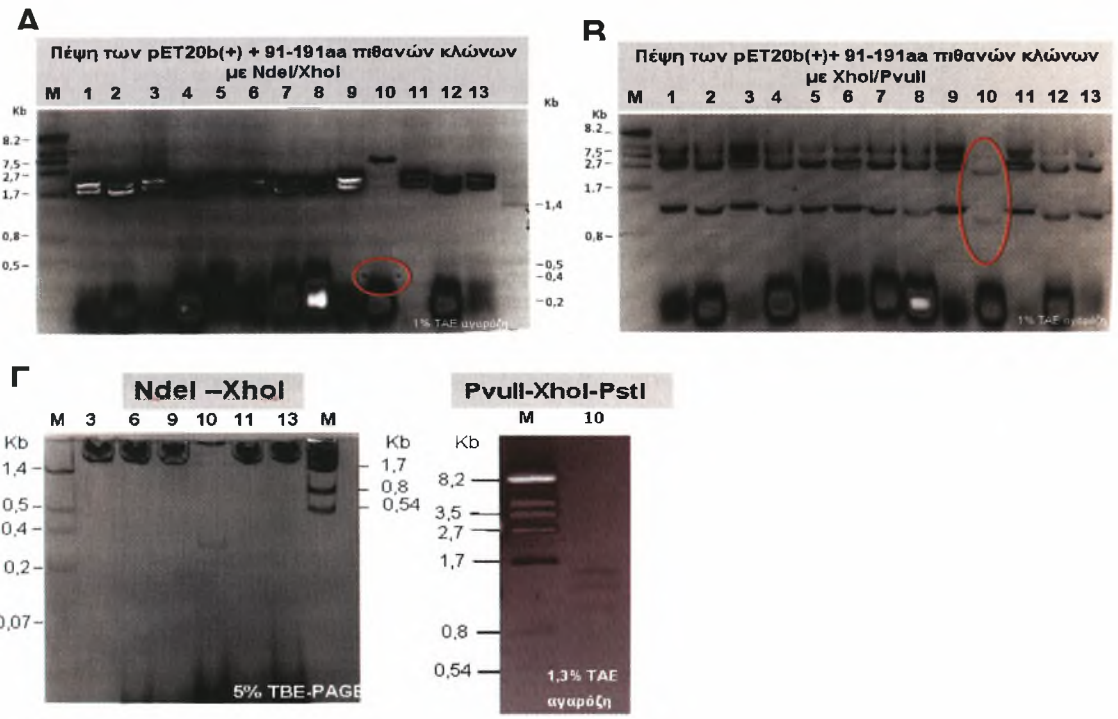 Α
Πέψη των pET20b(+) + 91-191aa πιθανών κλώνων
με NdeI/XhoI
M 1 2 3 4 5 6 7 8 9 10 11 12 13
Kb
8.2
7,5
2,7
1.7
0,8
0,5
Kb
1,4
0,5
0,4
0,2
1% TAE αγαρόζη
Β
Πέψη των pET20b(+)+ 91-191aa πιθανών κλώνων
με XhoI/PvuII
M 1 2 3 4 5 6 7 8 9 10 11 12 13
Kb
8.2
7,5
2.7
1.7
0,8
1% TAE αγαρόζη
Γ
NdeI –XhoI
M 3 6 9 10 11 13 M
Kb
1,4
0,5
0,4
0,2
0,07
Kb
1,7
0,8
0,54
5% TBE-PAGE
PvuII-XhoI-PstI
M 10
Kb
8,2
3,5
2,7
1,7
0,8
0,54
1,3% TAE
αγαρόζη